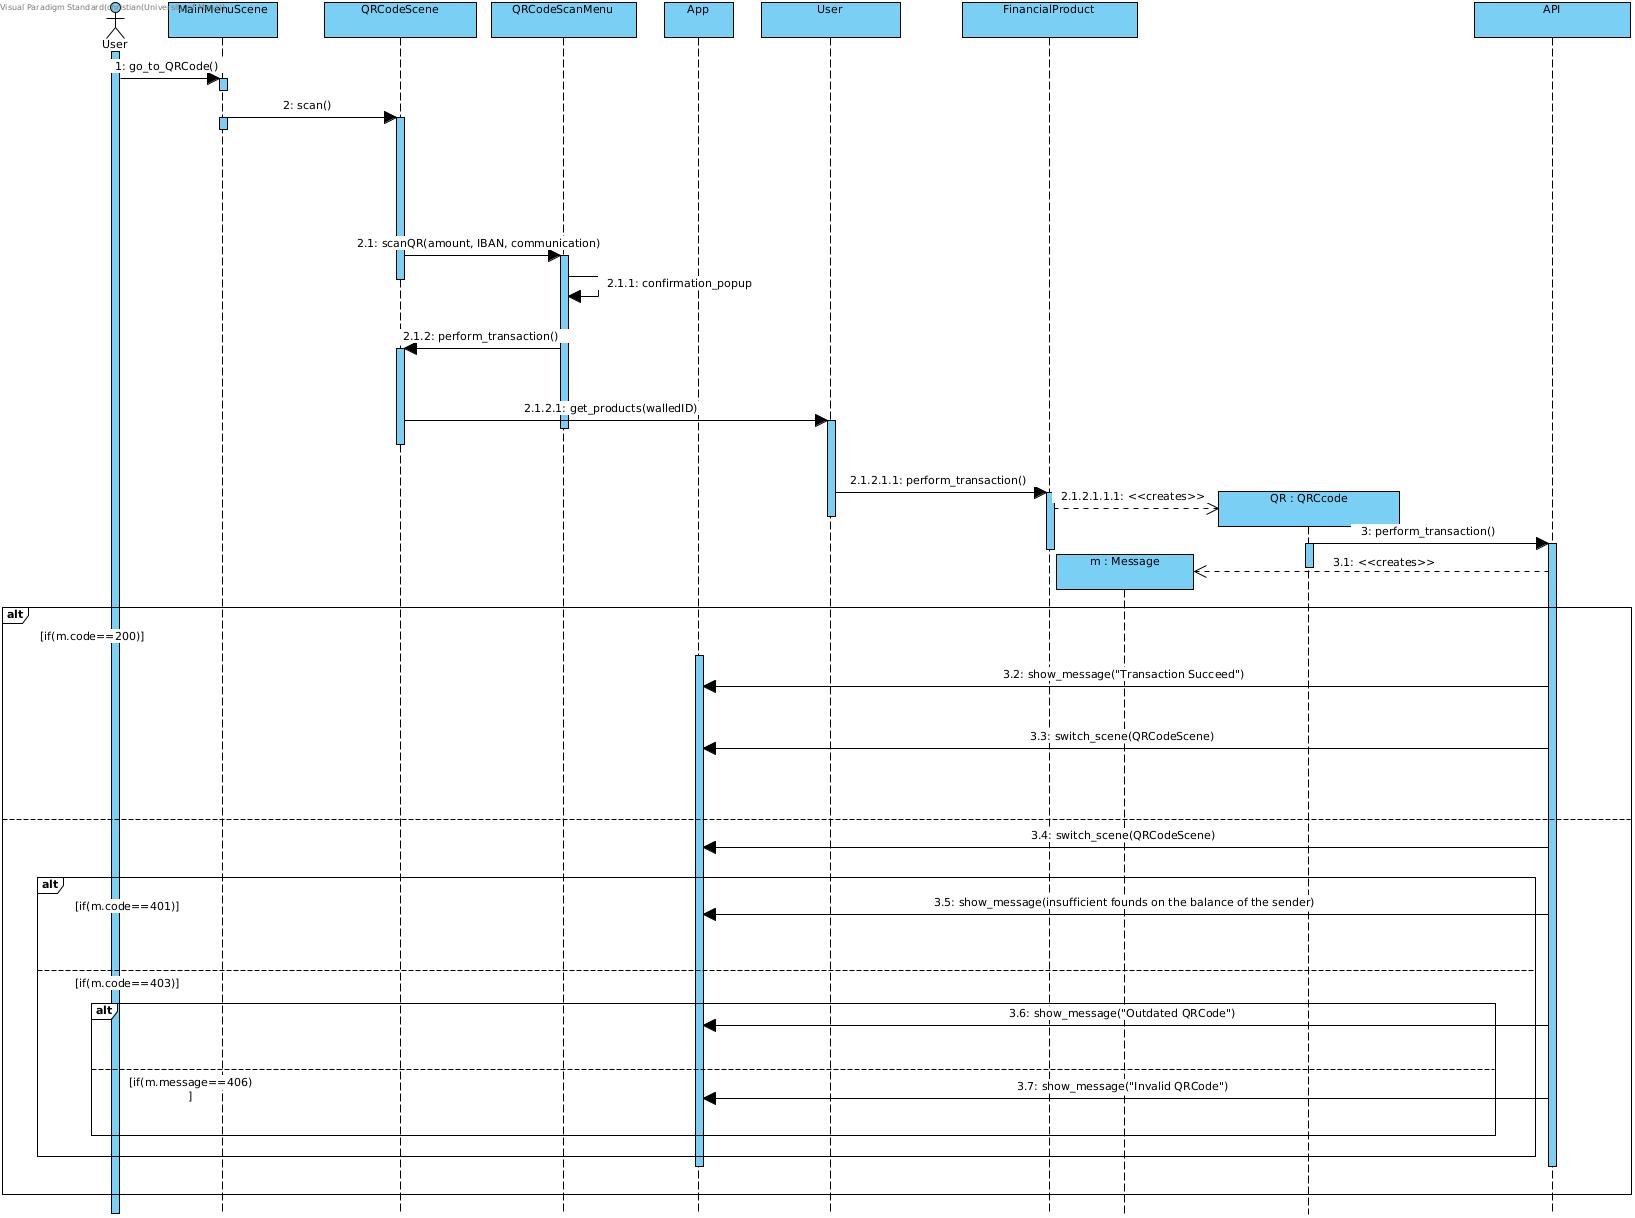 Visual Paradigm Standard(
MainMenuScene
QRCodeScene
QRCodeScanMenu
App
User
FinancialProduct
API
User
1: go_to_QRCode()
2: scan()
2.1: scanQR(amount, IBAN, communication)
2.1.1: confirmation_popup
2.1.2: perform_transaction()
2.1.2.1: get_products(walledID)
2.1.2.1.1: perform_transaction()
2.1.2.1.1.1: <<creates>>
QR : QRCcode
3: perform_transaction()
m : Message
3.1: <<creates>>
alt
[if(m.code==200)]
3.2: show_message("Transaction Succeed")
3.3: switch_scene(QRCodeScene)
3.4: switch_scene(QRCodeScene)
alt
[if(m.code==401)]
3.5: show_message(insufficient founds on the balance of the sender)
[if(m.code==403)]
alt
3.6: show_message("Outdated QRCode")
[if(m.message==406)
]
3.7: show_message("Invalid QRCode")